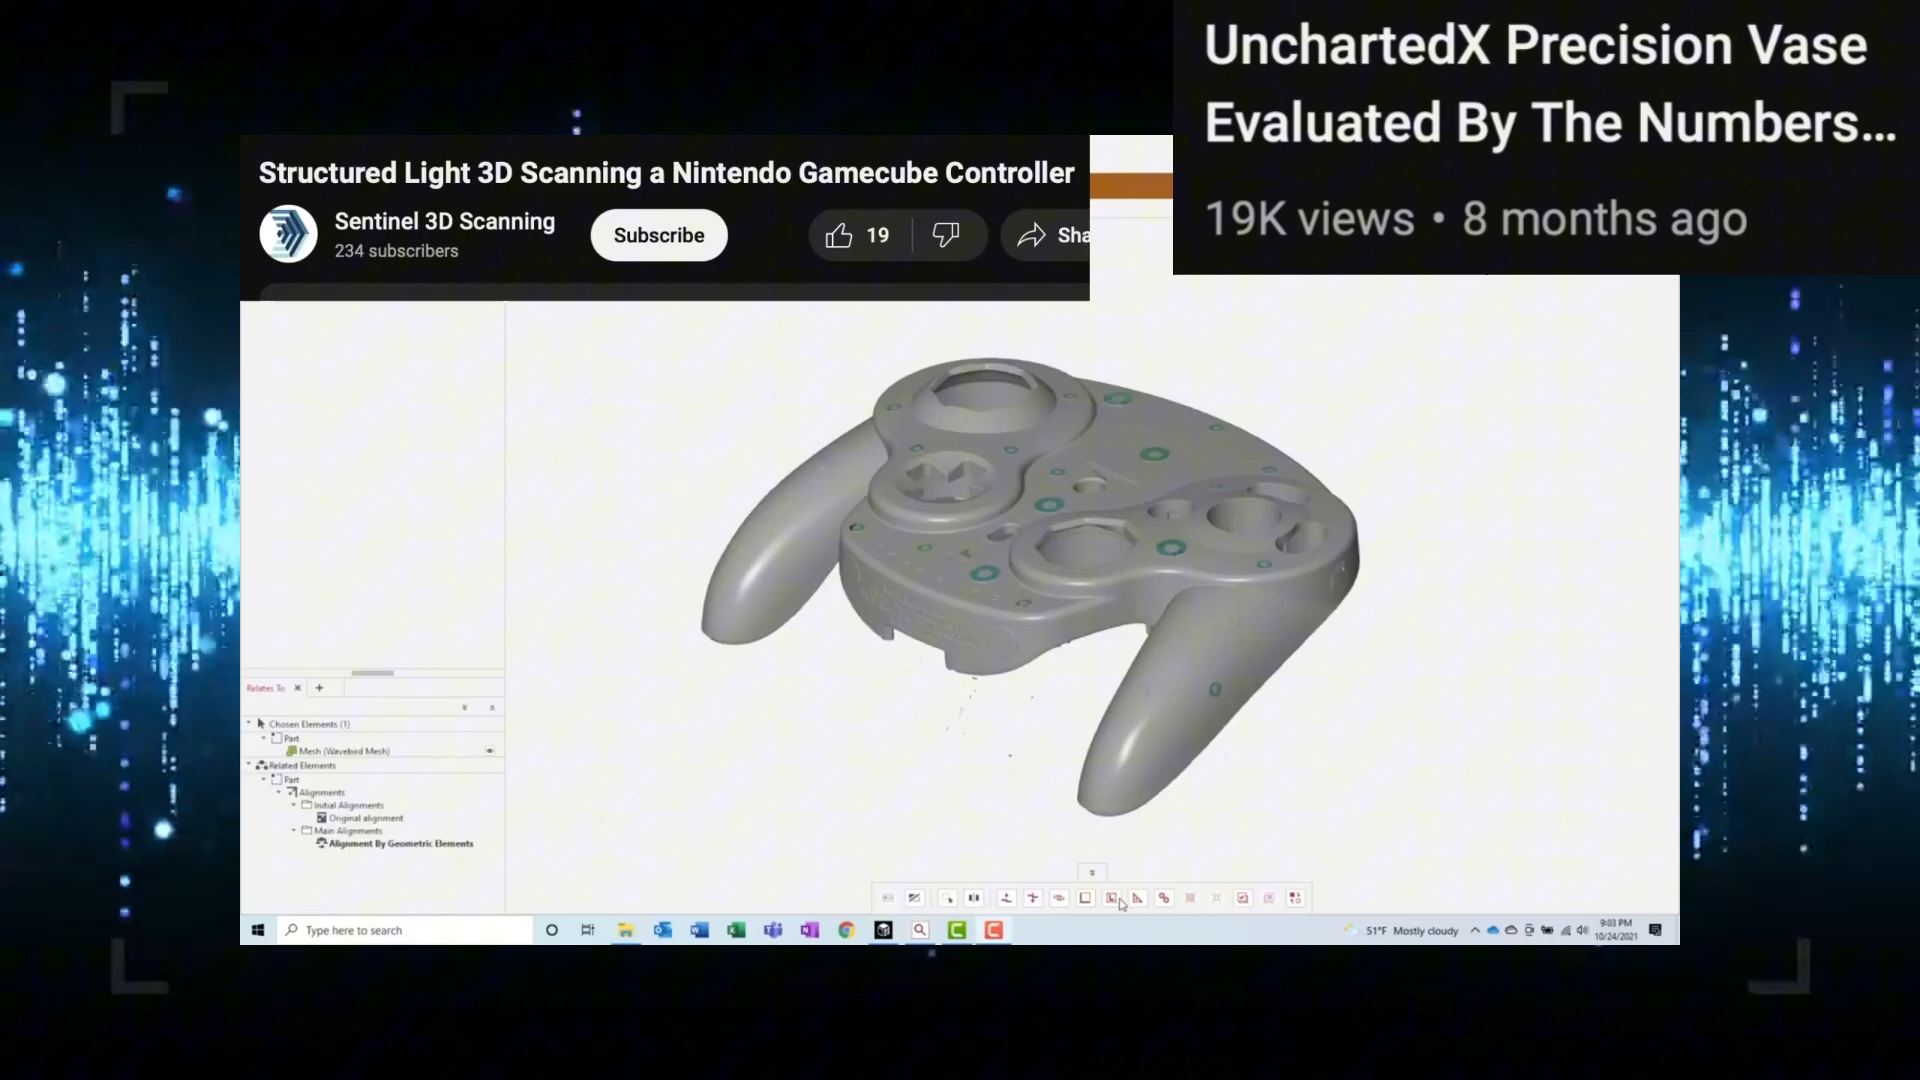 UnchartedX Precision Vase
Evaluated By The Numbers...
19K views • 8 months ago
Structured Light 3D Scanning a Nintendo Gamecube Controller
Sentinel 3D Scanning
234 subscribers
Subscribe
19
Sha
Relates To
Chosen Elements (1)
Part
Mesh (Wavebird Mesh)
Related Elements
Part
Alignments
Initial Alignments
Original alignment
Main Alignments
Alignment By Geometric Elements
Type here to search
51°F Mostly cloudy
9:03 PM
10/24/2021